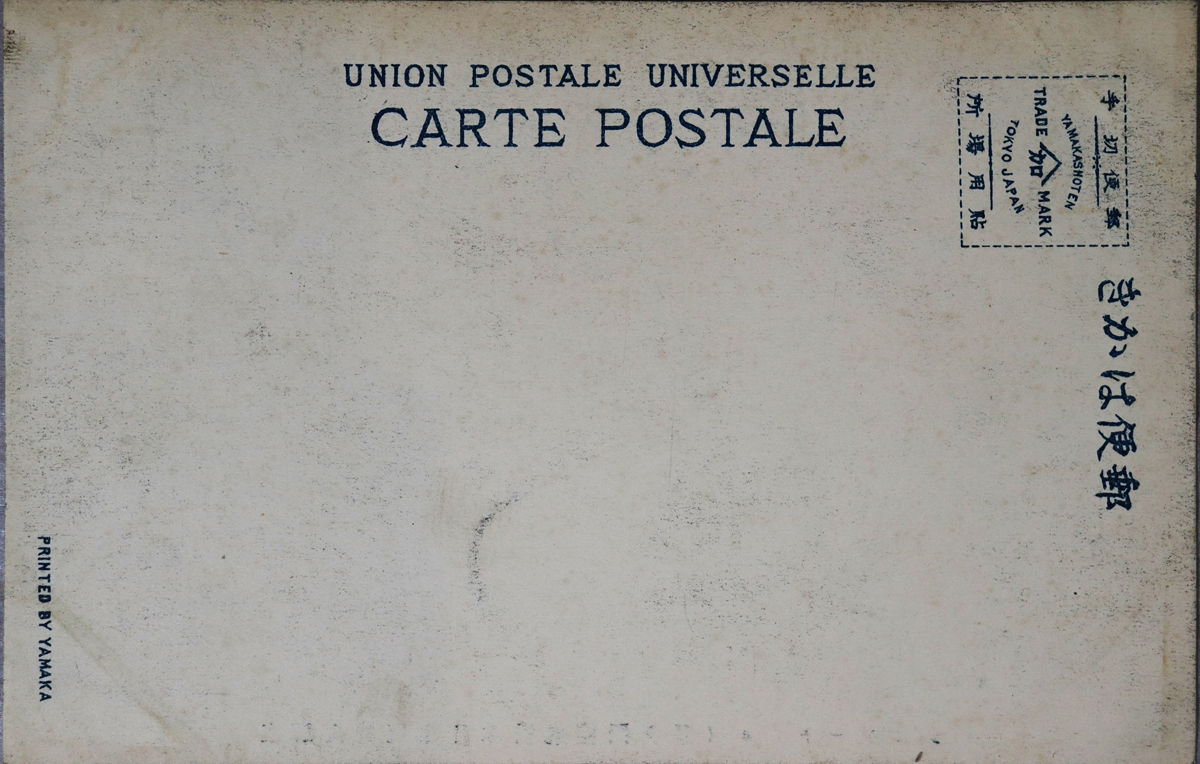 UNION POSTALE UNIVERSELLE
CARTE POSTALE
郵便切手
YAMAKASHOTEN
TRADE 加 MARK
TOKYO JAPAN
貼用場所
郵便はかき
PRINTED BY YAMAKA